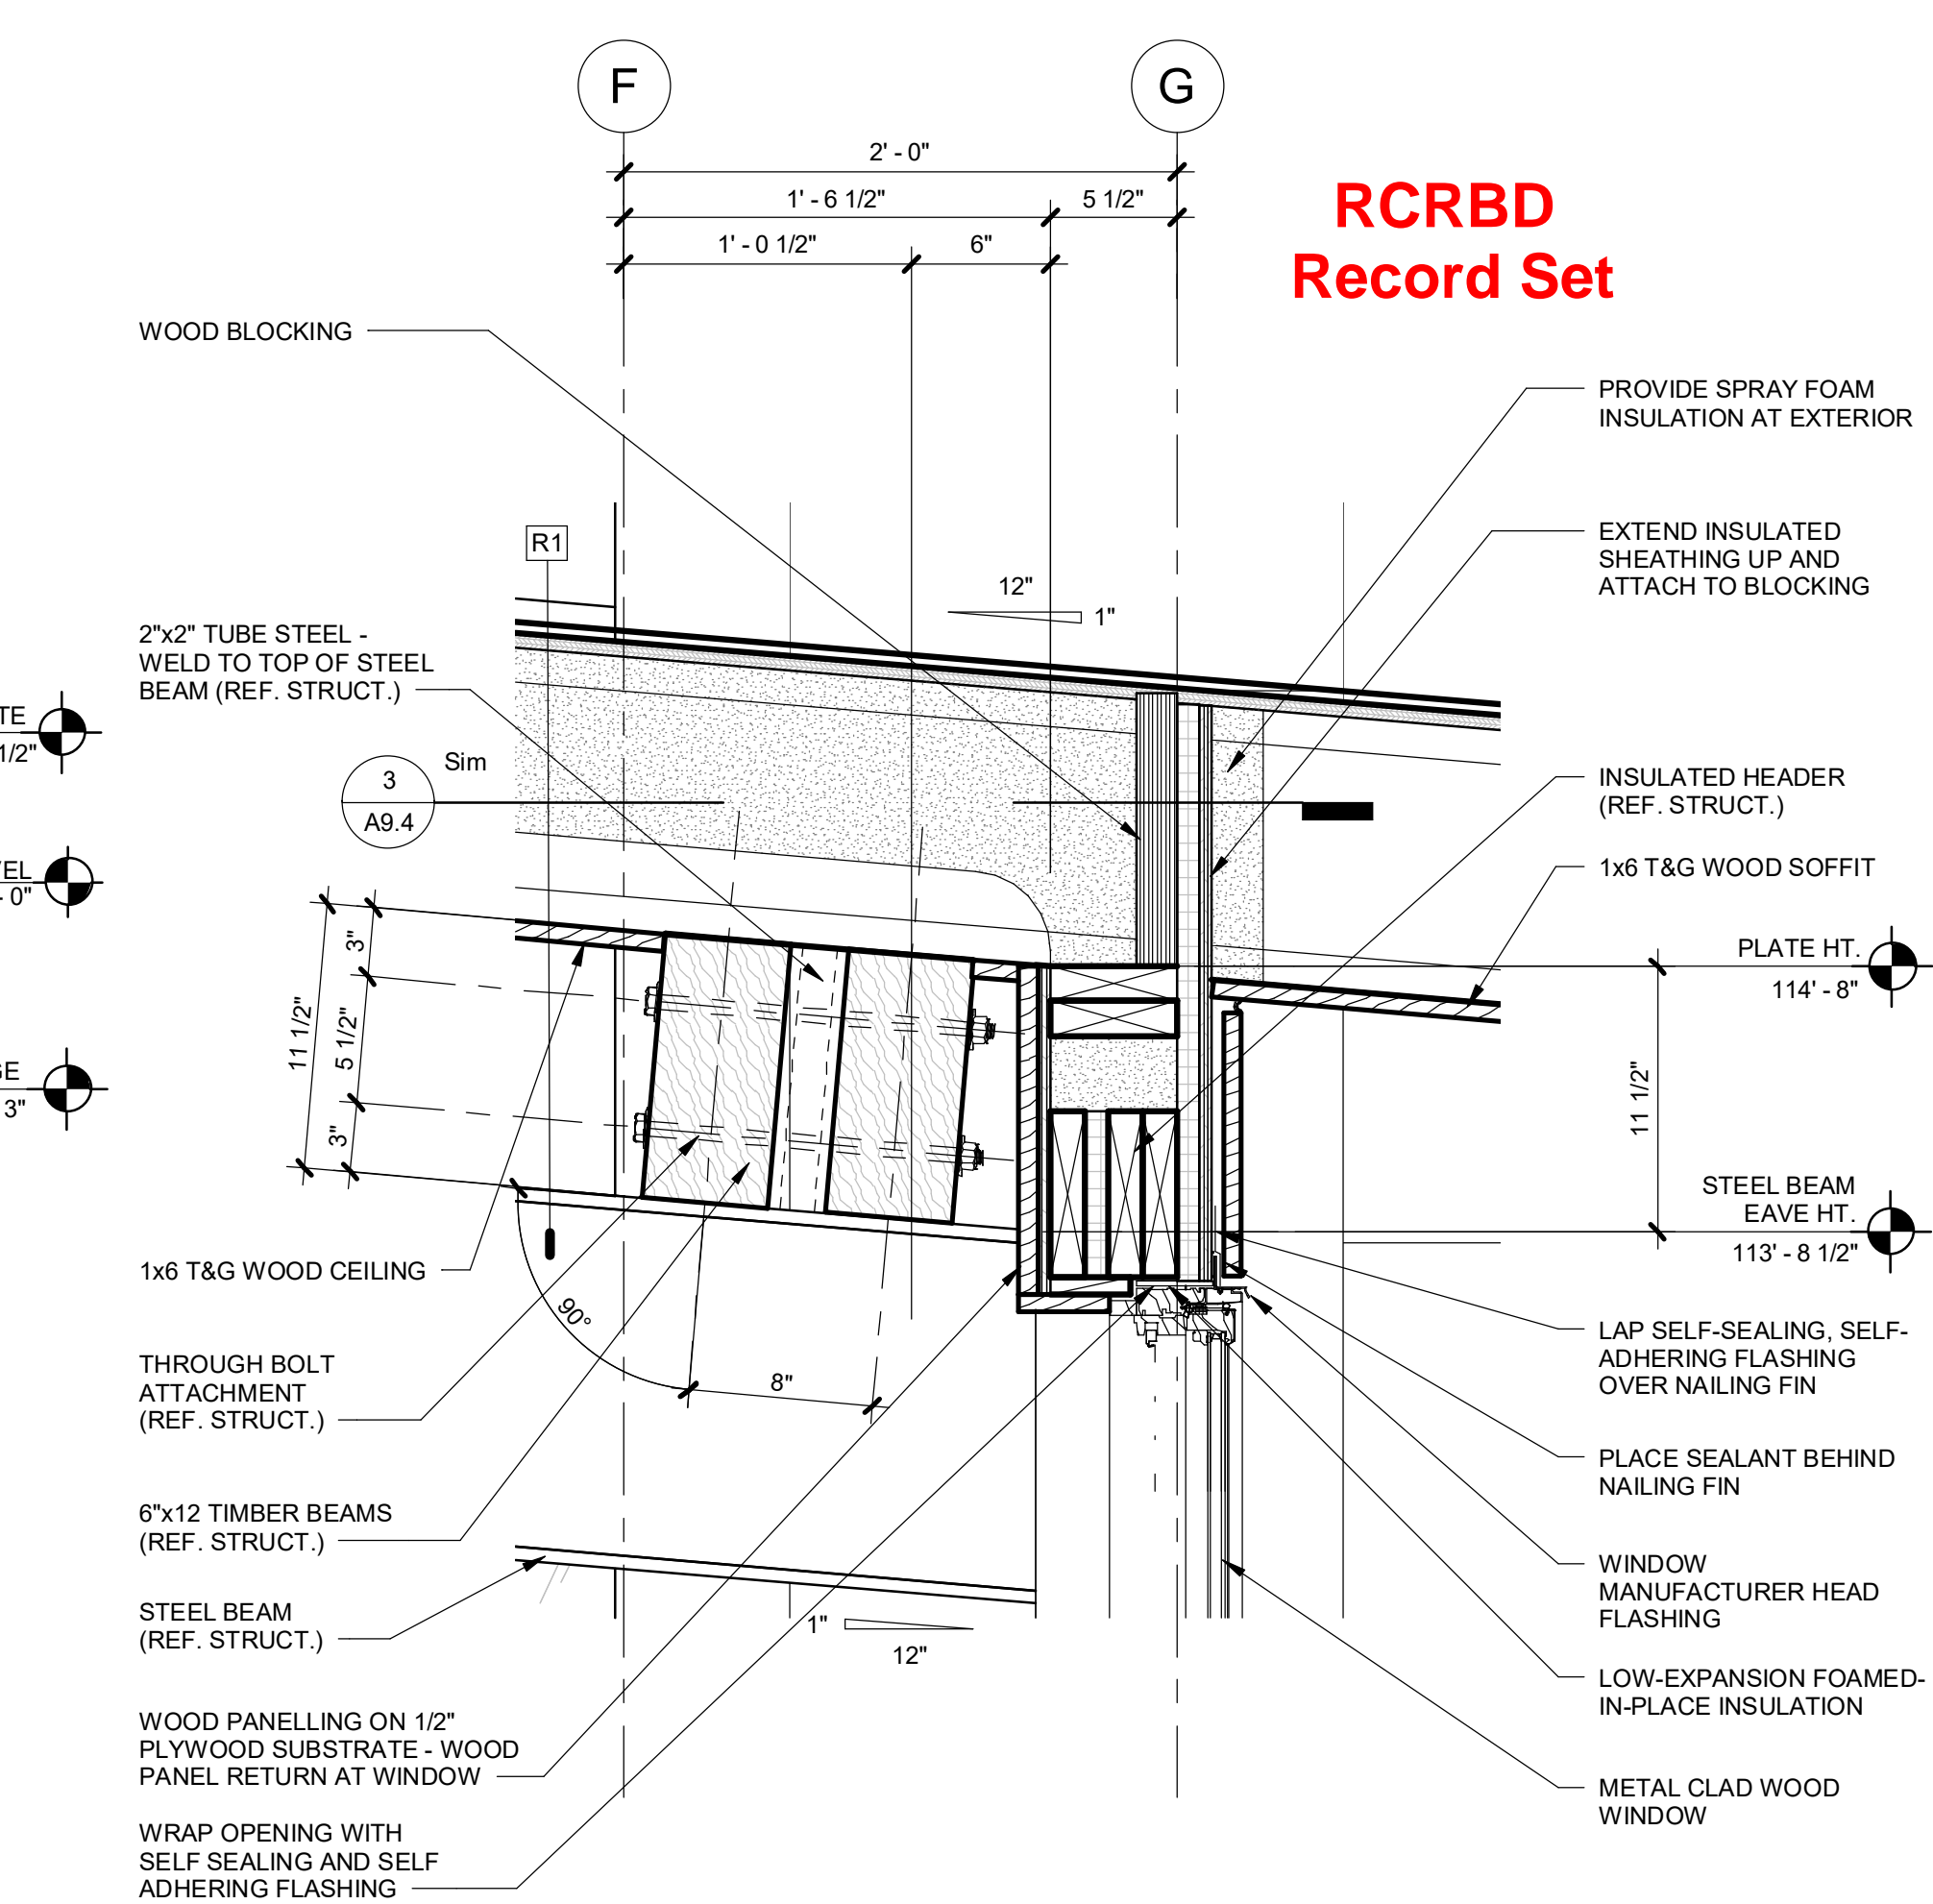 F
G
2' - 0"
1' - 6 1/2"
5 1/2"
1' - 0 1/2"
6"
RCRBD
Record Set
WOOD BLOCKING
PROVIDE SPRAY FOAM
INSULATION AT EXTERIOR
R1
EXTEND INSULATED
SHEATHING UP AND
ATTACH TO BLOCKING
12"
1"
2"x2" TUBE STEEL -
WELD TO TOP OF STEEL
BEAM (REF. STRUCT.)
1/2"
3
A9.4
Sim
INSULATED HEADER
(REF. STRUCT.)
- 0"
1x6 T&G WOOD SOFFIT
PLATE HT.
114' - 8"
3"
5 1/2"
3"
11 1/2"
3"
11 1/2"
STEEL BEAM
EAVE HT.
113' - 8 1/2"
1x6 T&G WOOD CEILING
90°
8"
THROUGH BOLT
ATTACHMENT
(REF. STRUCT.)
LAP SELF-SEALING, SELF-
ADHERING FLASHING
OVER NAILING FIN
PLACE SEALANT BEHIND
NAILING FIN
6"x12 TIMBER BEAMS
(REF. STRUCT.)
WINDOW
MANUFACTURER HEAD
FLASHING
STEEL BEAM
(REF. STRUCT.)
1"
12"
LOW-EXPANSION FOAMED-
IN-PLACE INSULATION
WOOD PANELLING ON 1/2"
PLYWOOD SUBSTRATE - WOOD
PANEL RETURN AT WINDOW
METAL CLAD WOOD
WINDOW
WRAP OPENING WITH
SELF SEALING AND SELF
ADHERING FLASHING